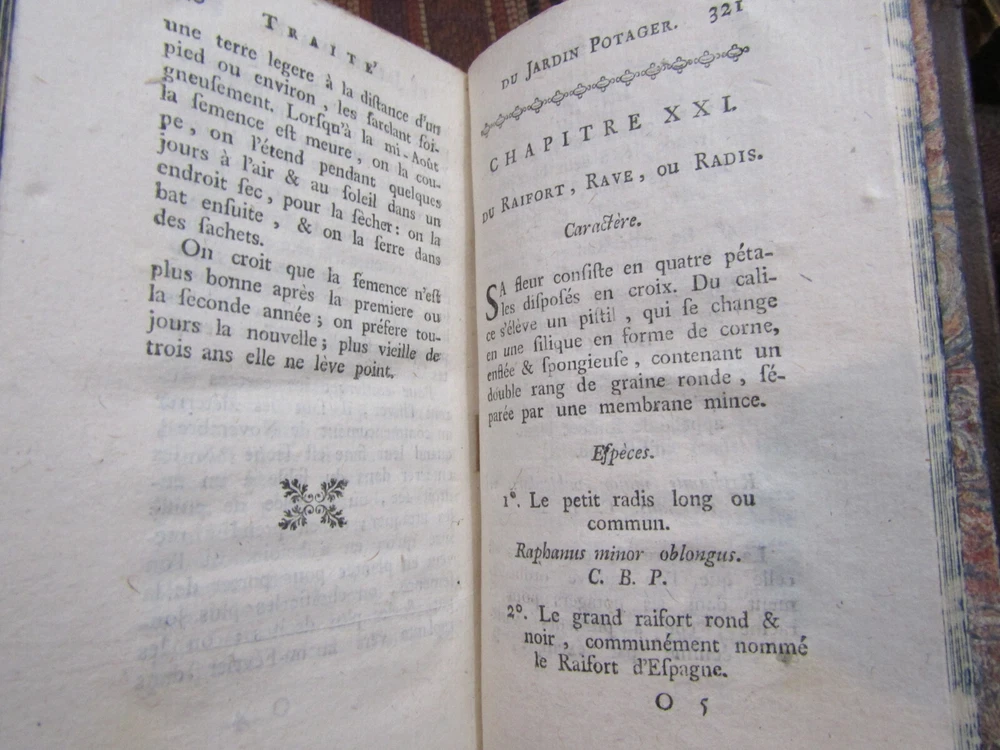 TRAITÉ
une terre legere à la diſtance d'un
pied ou environ, les ſarclant ſoi-
gneuſement. Lorſqu'à la mi-Août
la ſemence eſt meure, on la cou-
pe, on l'étend pendant quelques
jours à l'air & au ſoleil dans un
endroit ſec, pour la ſècher: on la
bat enſuite, & on la ſerre dans
des ſachets.
On croit que la ſemence n'eſt
plus bonne après la premiere ou
la ſeconde année; on préfere tou-
jours la nouvelle; plus vieille de
trois ans elle ne lève point.
DU JARDIN POTAGER. 321
CHAPITRE XXI.
DU RAIFORT, RAVE, OU RADIS.
Caractère.
SA fleur conſiſte en quatre péta-
les diſpoſés en croix. Du cali-
ce s'élève un piſtil, qui ſe change
en une ſilique en forme de corne,
enflée & ſpongieuſe, contenant un
double rang de graine ronde, ſé-
parée par une membrane mince.
Eſpèces.
1°. Le petit radis long ou
commun.
Raphanus minor oblongus.
C. B. P.
2°. Le grand raifort rond &
noir, communément nommé
le Raifort d'Eſpagne.
O 5